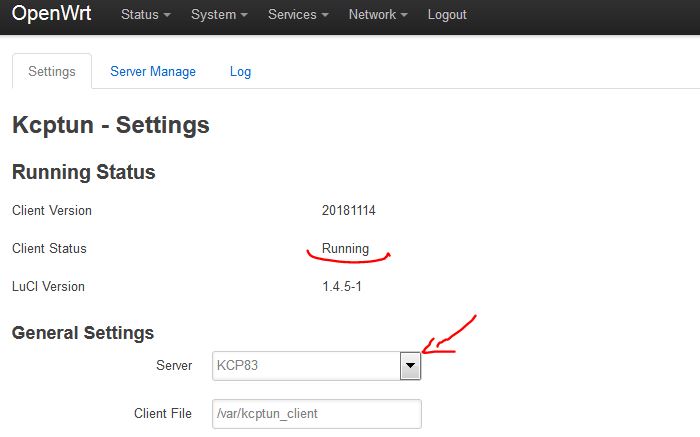 OpenWrt Status System Services Network Logout
Settings Server Manage Log
Kcptun - Settings
Running Status
Client Version 20181114
Client Status Running
LuCI Version 1.4.5-1
General Settings
Server KCP83
Client File /var/kcptun_client